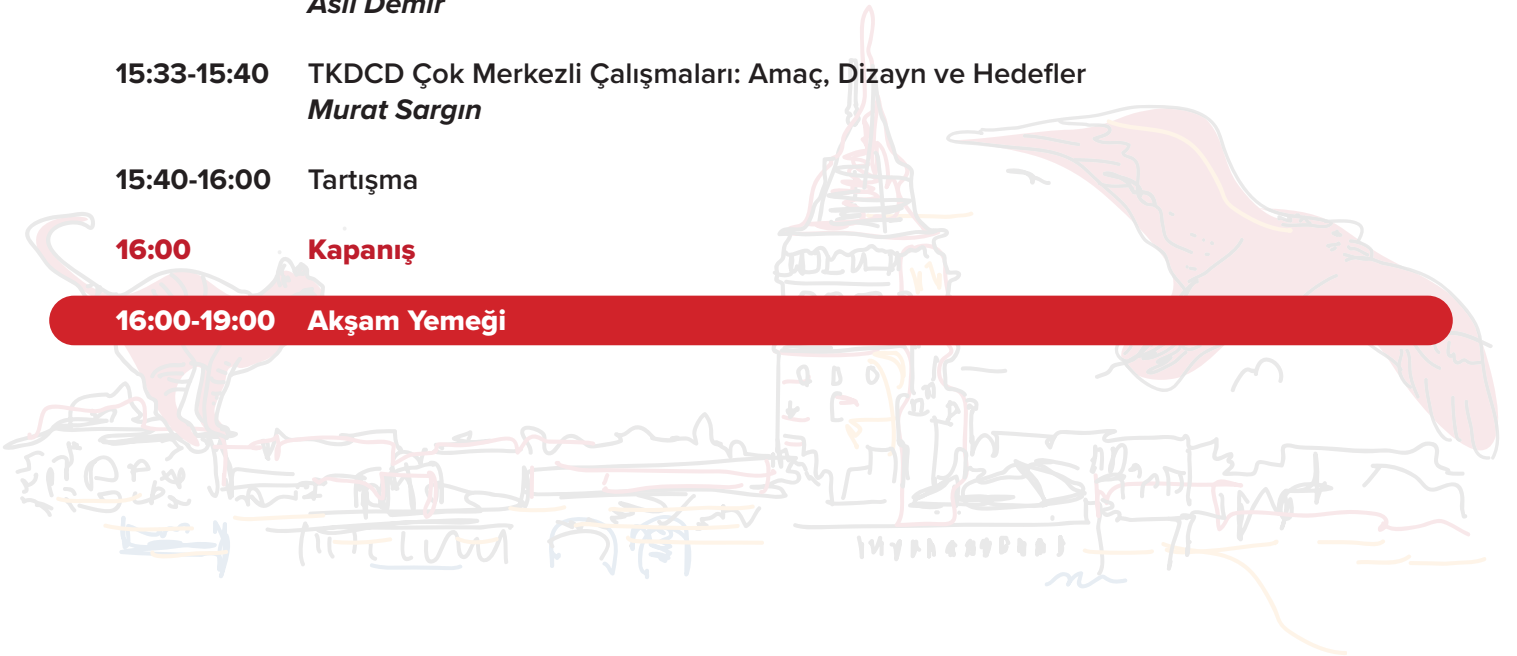 Aslı Demir
15:33-15:40 TKDCD Çok Merkezli Çalışmaları: Amaç, Dizayn ve Hedefler
Murat Sargın
15:40-16:00 Tartışma
16:00 Kapanış
16:00-19:00 Akşam Yemeği